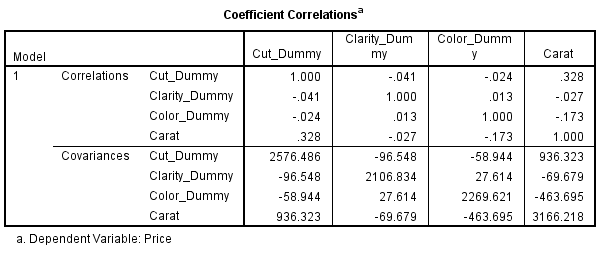 Coefficient Correlationsa
Model Cut_Dummy Clarity_Dum
my Color_Dumm
y Carat
1 Correlations Cut_Dummy 1.000 -.041 -.024 .328
Clarity_Dummy -.041 1.000 .013 -.027
Color_Dummy -.024 .013 1.000 -.173
Carat .328 -.027 -.173 1.000
Covariances Cut_Dummy 2576.486 -96.548 -58.944 936.323
Clarity_Dummy -96.548 2106.834 27.614 -69.679
Color_Dummy -58.944 27.614 2269.621 -463.695
Carat 936.323 -69.679 -463.695 3166.218
a. Dependent Variable: Price